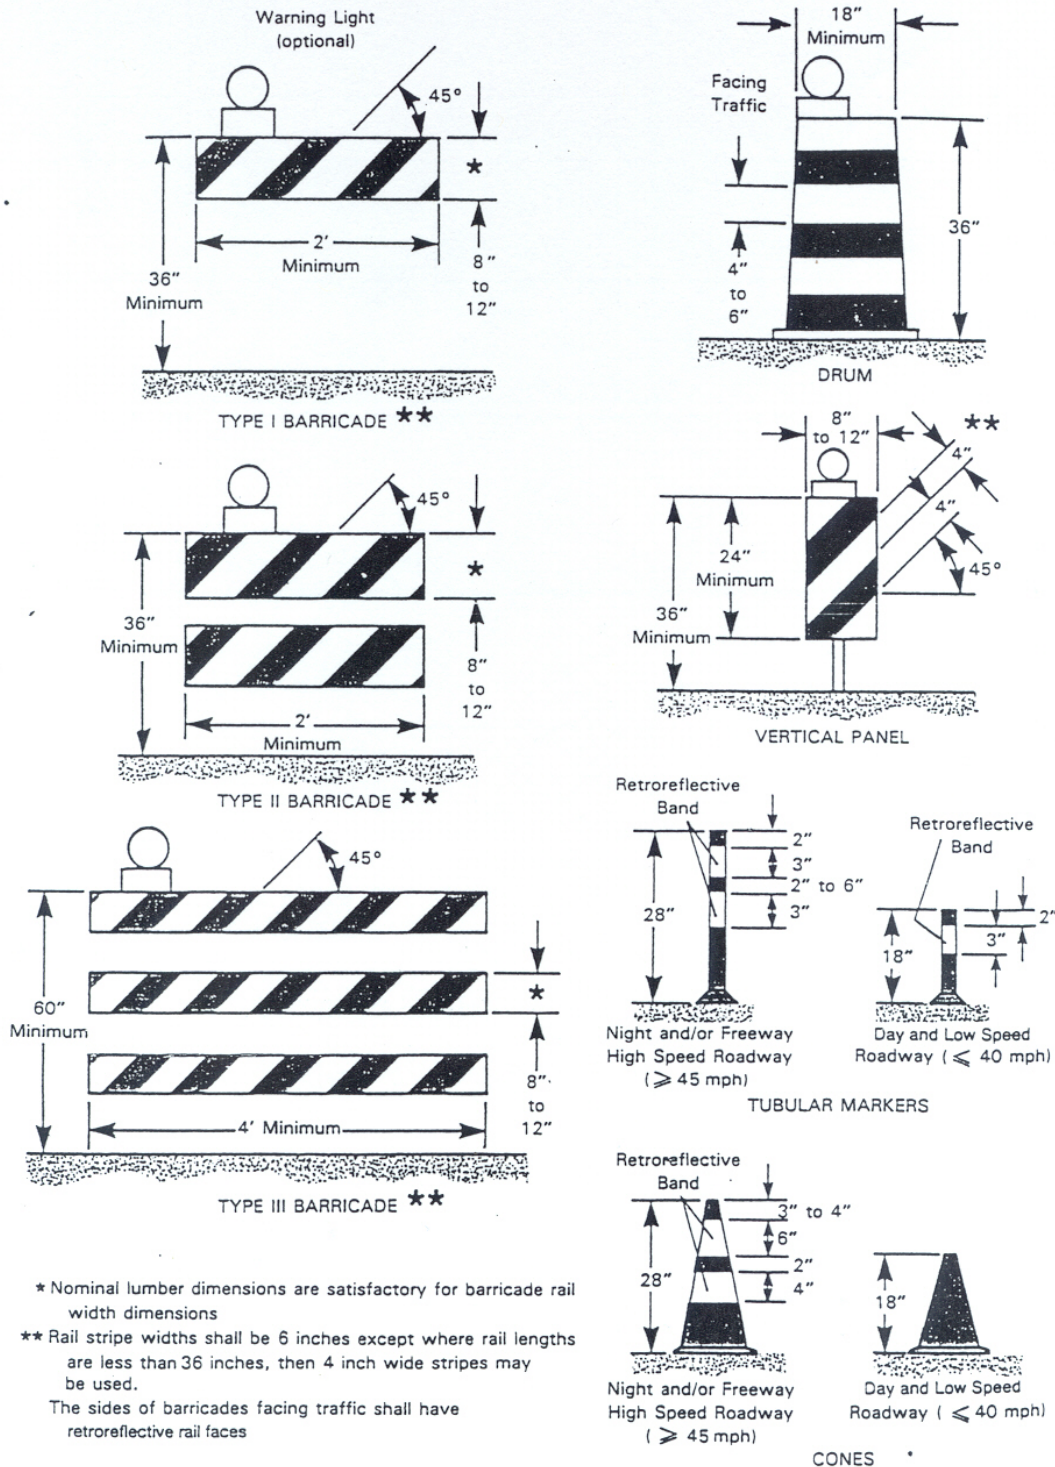 Warning Light
(optional)
45°
*
36"
Minimum
2'
Minimum
8"
to
12"
TYPE I BARRICADE **
45°
*
36"
Minimum
8"
to
12"
2'
Minimum
TYPE II BARRICADE **
45°
60"
Minimum
*
8"
to
12"
4' Minimum
TYPE III BARRICADE **
* Nominal lumber dimensions are satisfactory for barricade rail
width dimensions
** Rail stripe widths shall be 6 inches except where rail lengths
are less than 36 inches, then 4 inch wide stripes may
be used.
The sides of barricades facing traffic shall have
retroreflective rail faces
18"
Minimum
Facing
Traffic
36"
4"
to
6"
DRUM
8"
to 12"
**
4"
4"
24"
Minimum
45°
36"
Minimum
VERTICAL PANEL
Retroreflective
Band
2"
3"
2" to 6"
3"
28"
Night and/or Freeway
High Speed Roadway
(⩾ 45 mph)
Retroreflective
Band
2"
3"
18"
Day and Low Speed
Roadway (⩽ 40 mph)
TUBULAR MARKERS
Retroreflective
Band
3" to 4"
6"
2"
4"
28"
Night and/or Freeway
High Speed Roadway
(⩾ 45 mph)
18"
Day and Low Speed
Roadway (⩽ 40 mph)
CONES